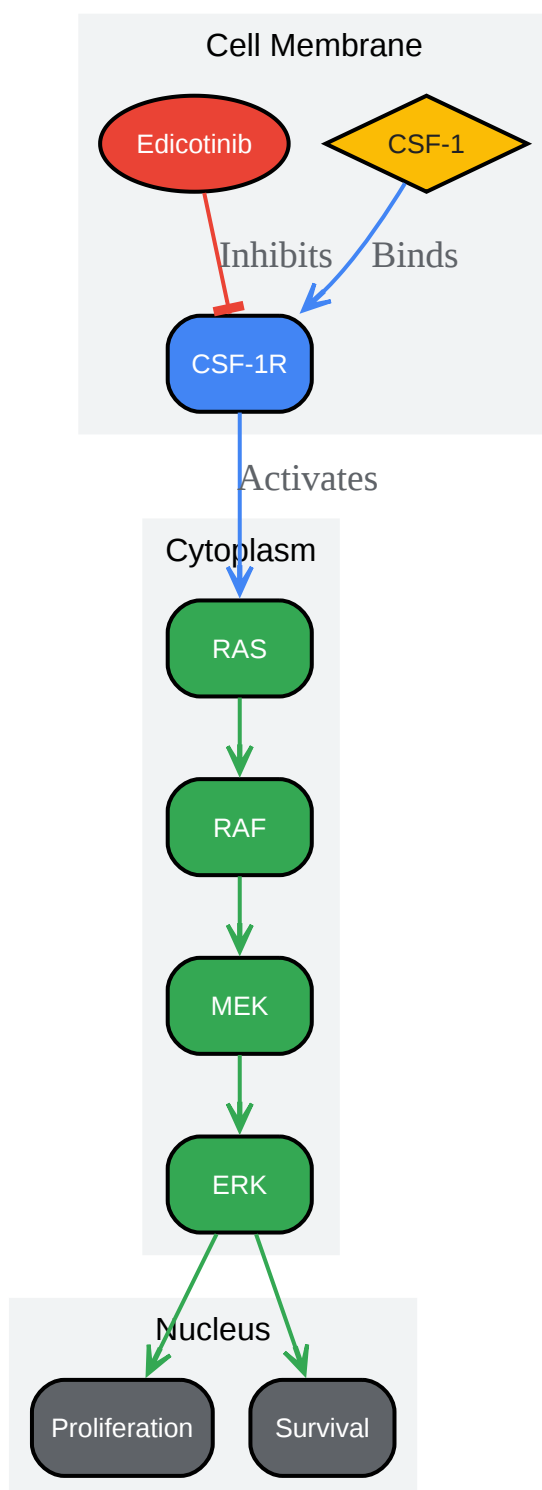 Cell Membrane
Edicotinib
CSF-1
Inhibits
Binds
CSF-1R
Activates
Cytoplasm
RAS
RAF
MEK
ERK
Nucleus
Proliferation
Survival